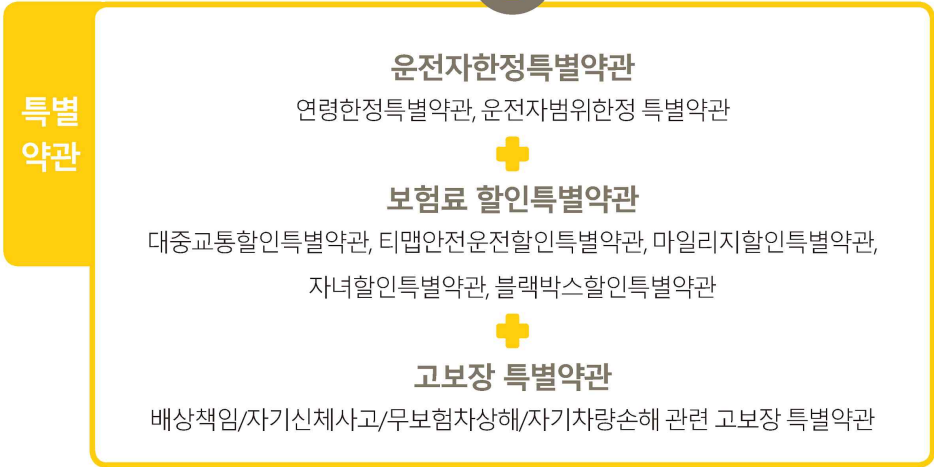 특별
약관
운전자한정특별약관
연령한정특별약관, 운전자범위한정 특별약관
보험료 할인특별약관
대중교통할인특별약관, 티맵안전운전할인특별약관, 마일리지할인특별약관,
자녀할인특별약관, 블랙박스할인특별약관
고보장 특별약관
배상책임/자기신체사고/무보험차상해/자기차량손해 관련 고보장 특별약관